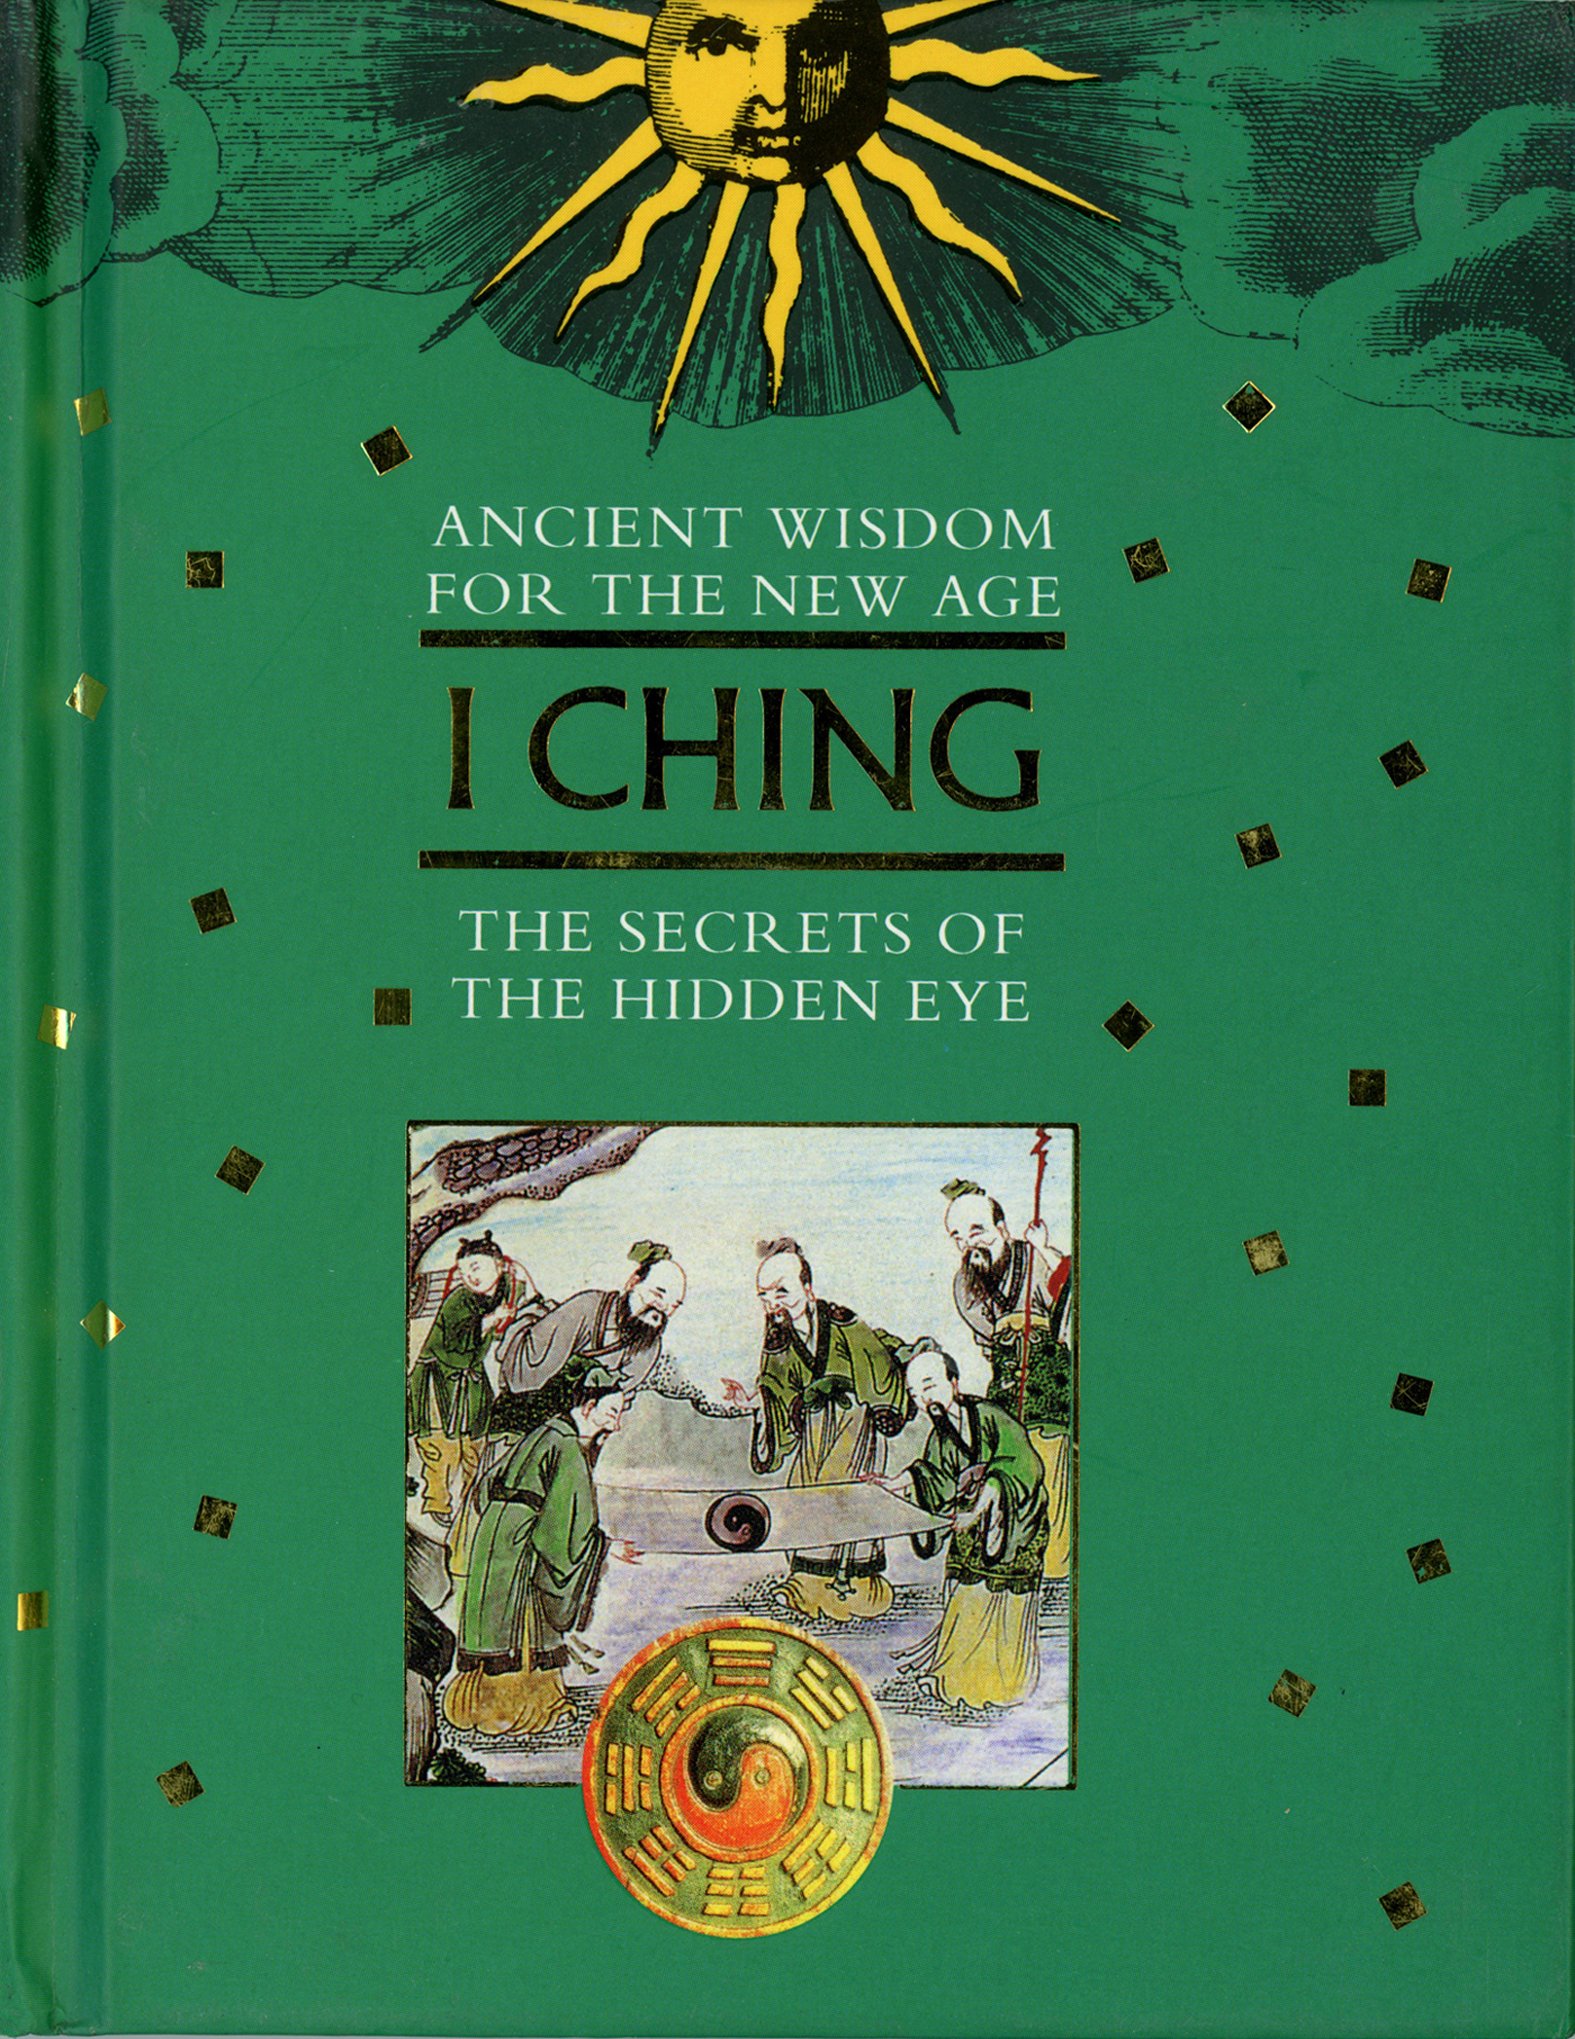 ANCIENT WISDOM
FOR THE NEW AGE
I CHING
THE SECRETS OF
THE HIDDEN EYE